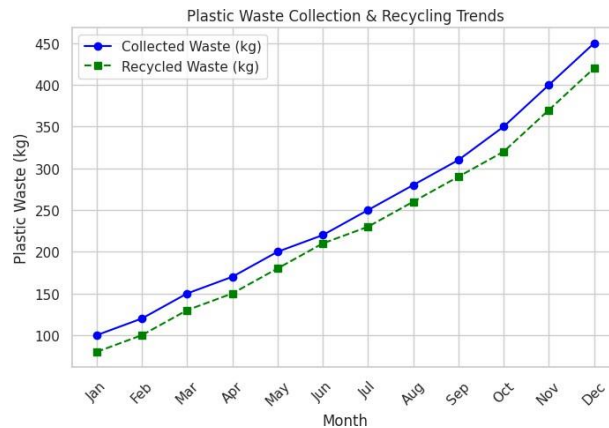 Plastic Waste Collection & Recycling Trends
Collected Waste (kg)
Recycled Waste (kg)
Plastic Waste (kg)
450
400
350
300
250
200
150
100
Jan
Feb
Mar
Apr
May
Jun
Jul
Aug
Sep
Oct
Nov
Dec
Month